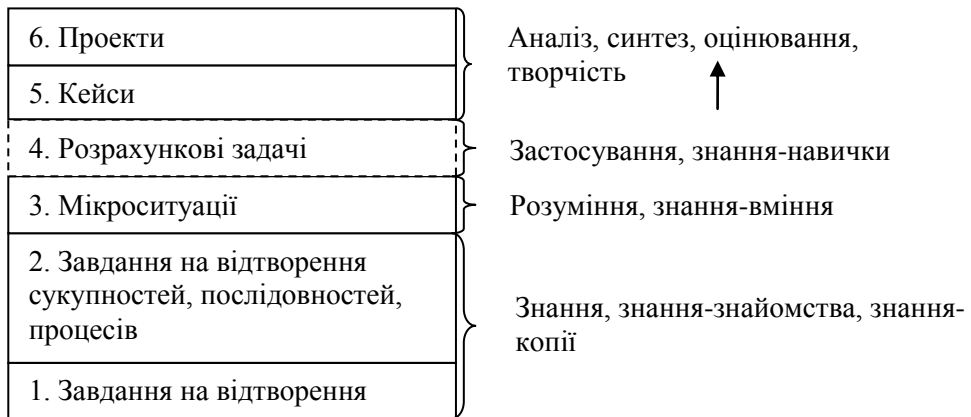 6. Проекти
Аналіз, синтез, оцінювання,
творчість
5. Кейси
4. Розрахункові задачі
Застосування, знання-навички
3. Мікроситуації
Розуміння, знання-вміння
2. Завдання на відтворення
сукупностей, послідовностей,
процесів
Знання, знання-знайомства, знання-
копії
1. Завдання на відтворення